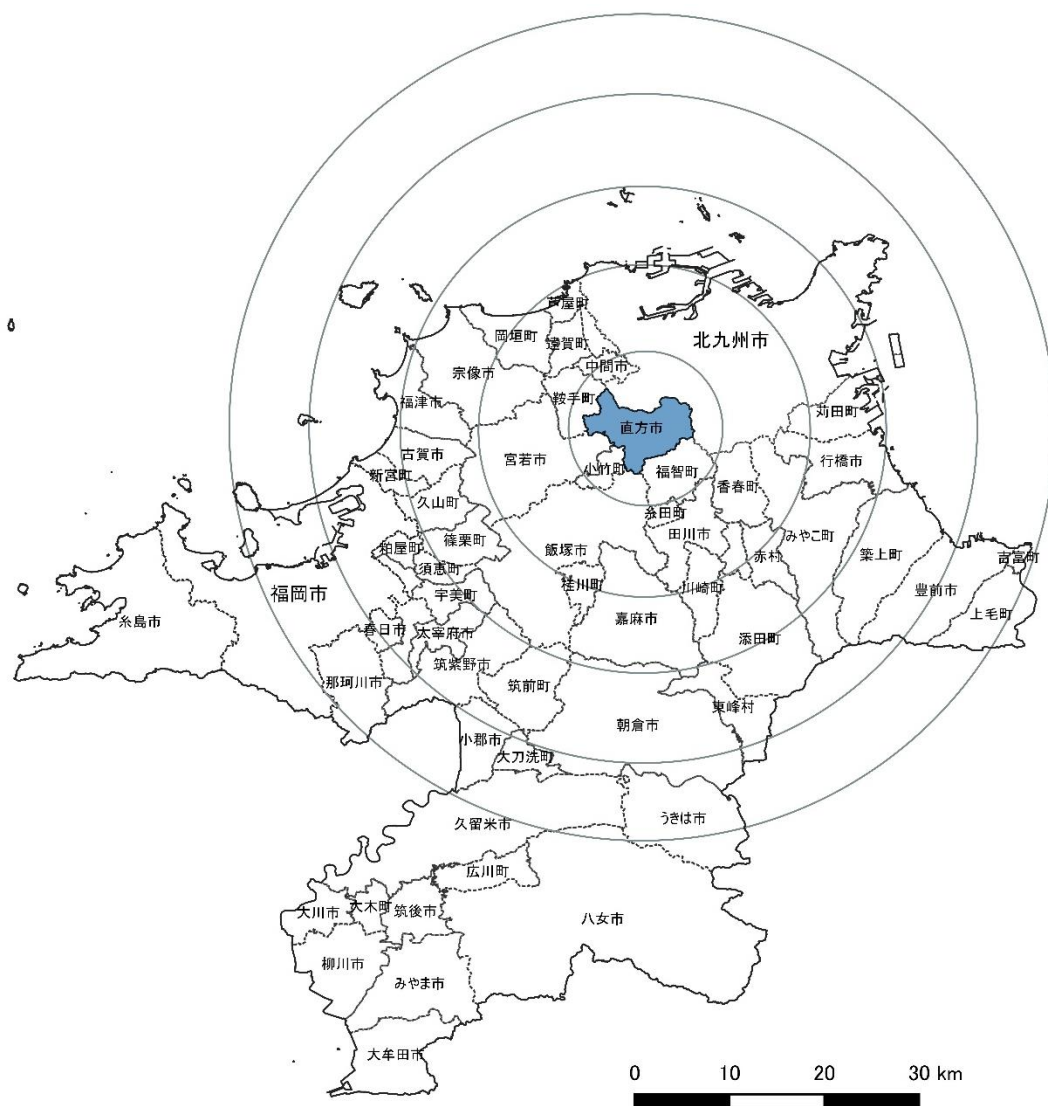 芦屋町
岡垣町
遠賀町
北九州市
中間市
宗像市
鞍手町
福津市
苅田町
直方市
古賀市
宮若市
行橋市
新宮町
小竹町
福智町
香春町
久山町
糸田町
田川市
みやこ町
篠栗町
粕屋町
飯塚市
赤村
築上町
須恵町
吉富町
桂川町
川崎町
豊前市
福岡市
宇美町
嘉麻市
上毛町
糸島市
春日市
太宰府市
添田町
筑紫野市
那珂川市
筑前町
東峰村
朝倉市
小郡市
大刀洗町
うきは市
久留米市
広川町
大川市
大木町
筑後市
八女市
柳川市
みやま市
大牟田市
0 10 20 30 km